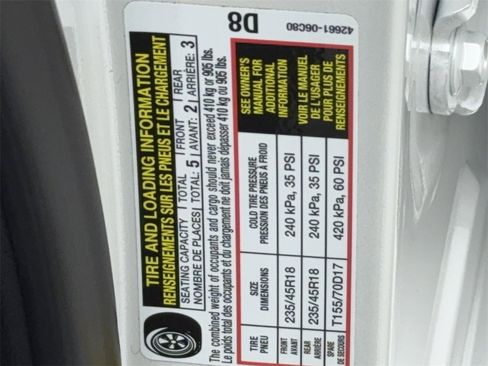 TIRE AND LOADING INFORMATION
RENSEIGNEMENTS SUR LES PNEUS ET LE CHARGEMENT
SEATING CAPACITY | TOTAL | FRONT | REAR
NOMBRE DE PLACES | TOTAL: 5 | AVANT: 2 | ARRIÈRE: 3
The combined weight of occupants and cargo should never exceed 410 kg or 905 lbs.
Le poids total des occupants et du chargement ne doit jamais dépasser 410 kg ou 905 lbs.
TIRE SIZE COLD TIRE PRESSURE
PNEU DIMENSIONS PRESSION DES PNEUS À FROID
FRONT
AVANT 235/45R18 240 kPa, 35 PSI
REAR
ARRIÈRE 235/45R18 240 kPa, 35 PSI
SPARE
DE SECOURS T155/70D17 420 kPa, 60 PSI
SEE OWNER'S
MANUAL FOR
ADDITIONAL
INFORMATION
VOIR LE MANUEL
DE L'USAGER
POUR PLUS DE
RENSEIGNEMENTS
D8
42661-06C80